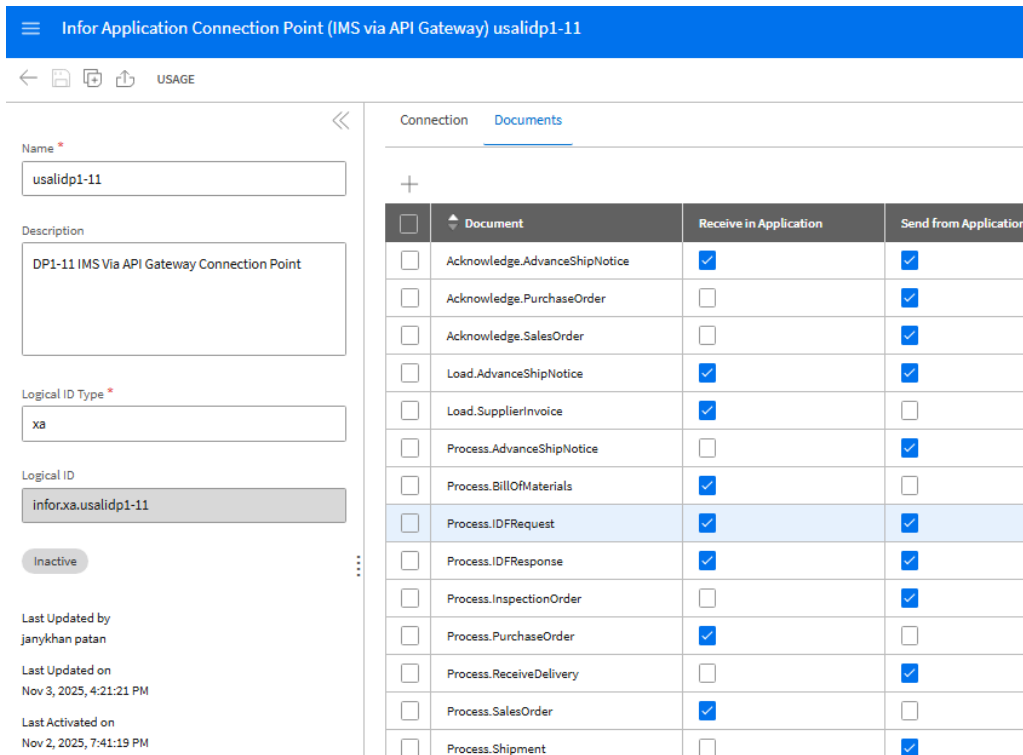 Infor Application Connection Point (IMS via API Gateway) usalidp1-11
USAGE
Name *
usalidp1-11
Description
DP1-11 IMS Via API Gateway Connection Point
Logical ID Type *
xa
Logical ID
infor.xa.usalidp1-11
Inactive
Last Updated by
janykhan patan
Last Updated on
Nov 3, 2025, 4:21:21 PM
Last Activated on
Nov 2, 2025, 7:41:19 PM
Connection Documents
Document Receive in Application Send from Application
Acknowledge.AdvanceShipNotice
Acknowledge.PurchaseOrder
Acknowledge.SalesOrder
Load.AdvanceShipNotice
Load.SupplierInvoice
Process.AdvanceShipNotice
Process.BillOfMaterials
Process.IDFRequest
Process.IDFResponse
Process.InspectionOrder
Process.PurchaseOrder
Process.ReceiveDelivery
Process.SalesOrder
Process.Shipment